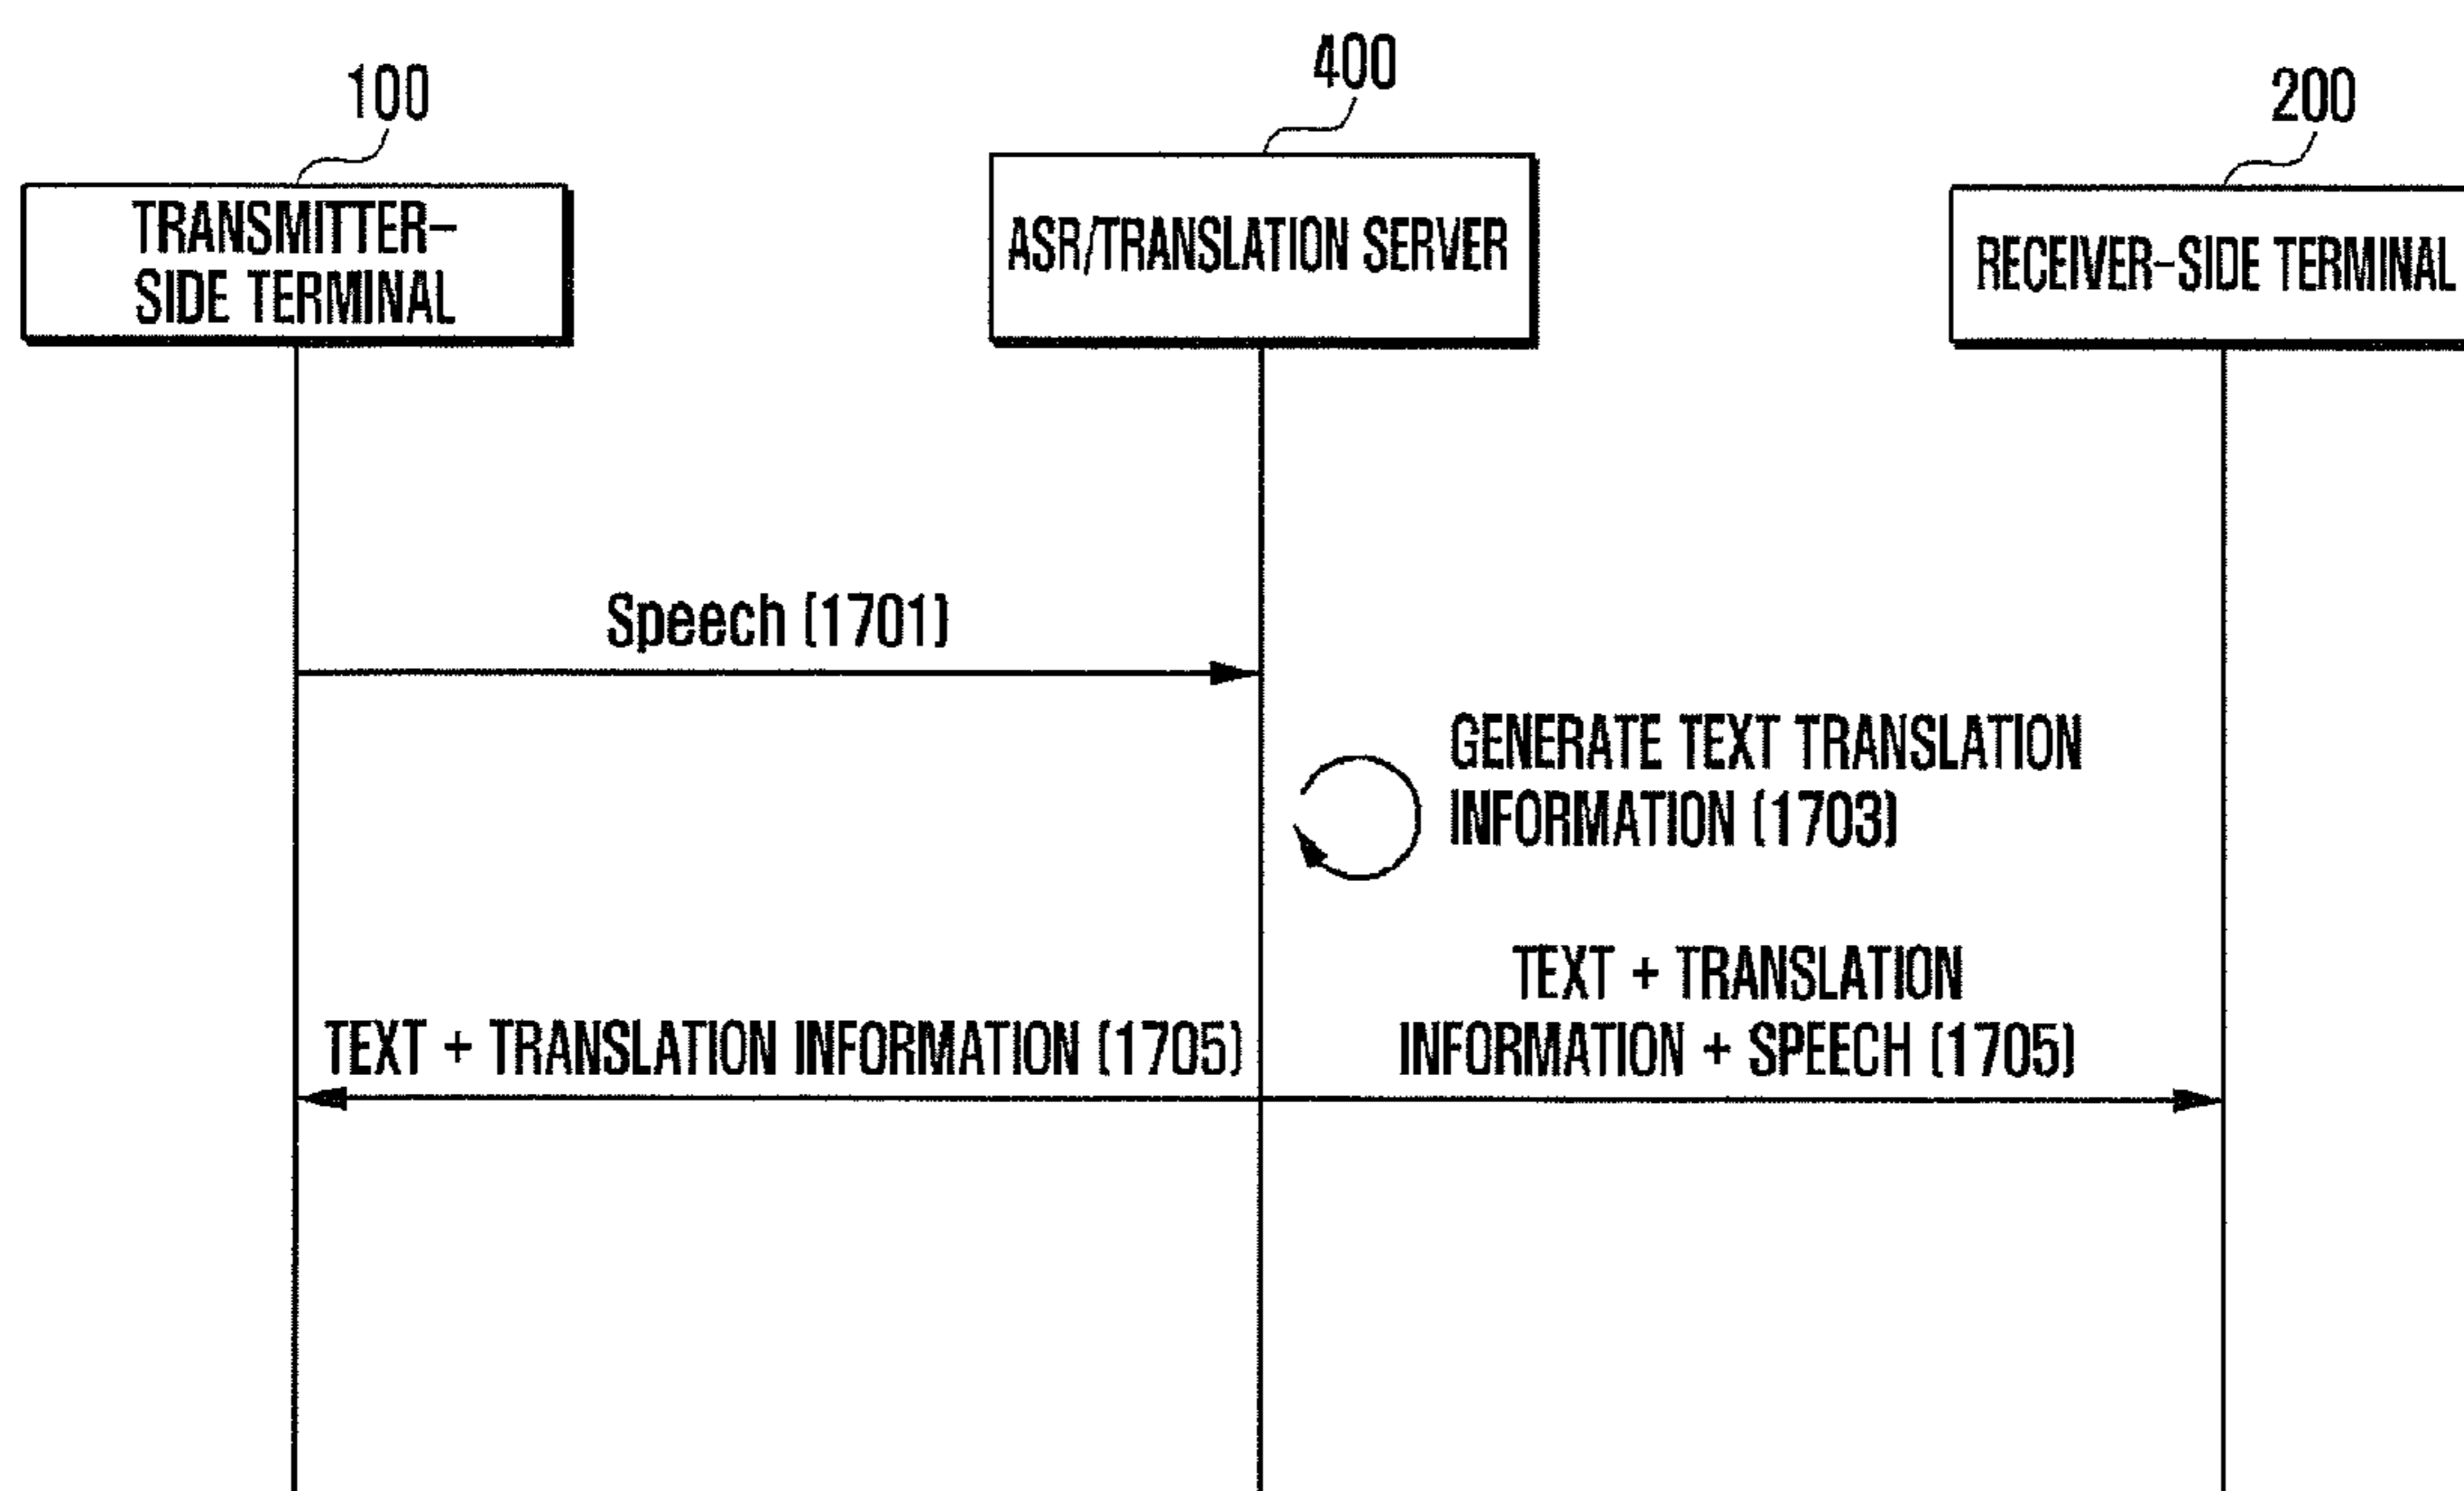 100
400
200
TRANSMITTER-
SIDE TERMINAL
ASR/TRANSLATION SERVER
RECEIVER-SIDE TERMINAL
Speech (1701)
GENERATE TEXT TRANSLATION
INFORMATION (1703)
TEXT + TRANSLATION INFORMATION (1705)
TEXT + TRANSLATION
INFORMATION + SPEECH (1705)